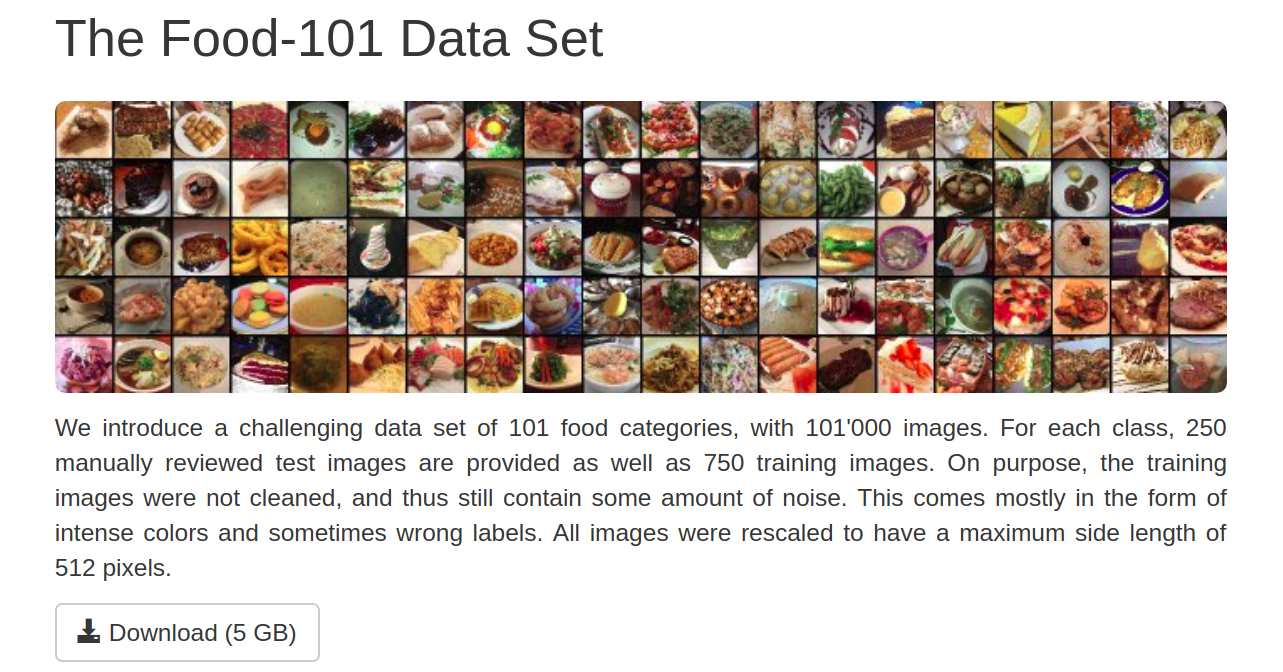 The Food-101 Data Set
We introduce a challenging data set of 101 food categories, with 101'000 images. For each class, 250
manually reviewed test images are provided as well as 750 training images. On purpose, the training
images were not cleaned, and thus still contain some amount of noise. This comes mostly in the form of
intense colors and sometimes wrong labels. All images were rescaled to have a maximum side length of
512 pixels.
Download (5 GB)